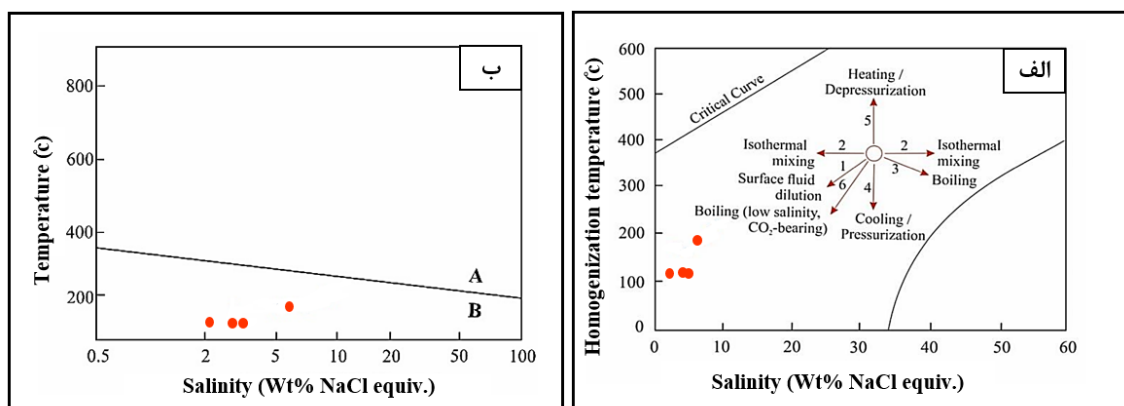 ب
800
600
400
200
0.5
2
5
10
20
50
100
A
B
Temperature (c)
Salinity (Wt% NaCl equiv.)
الف
600
500
400
300
200
100
0
0
10
20
30
40
50
60
Critical Curve
Heating /
Depressurization
5
Isothermal
mixing
2
2
Isothermal
mixing
1
3
Surface fluid
dilution
6
4
Boiling
Boiling (low salinity,
CO₂-bearing)
Cooling /
Pressurization
Homogenization temperature (c)
Salinity (Wt% NaCl equiv.)